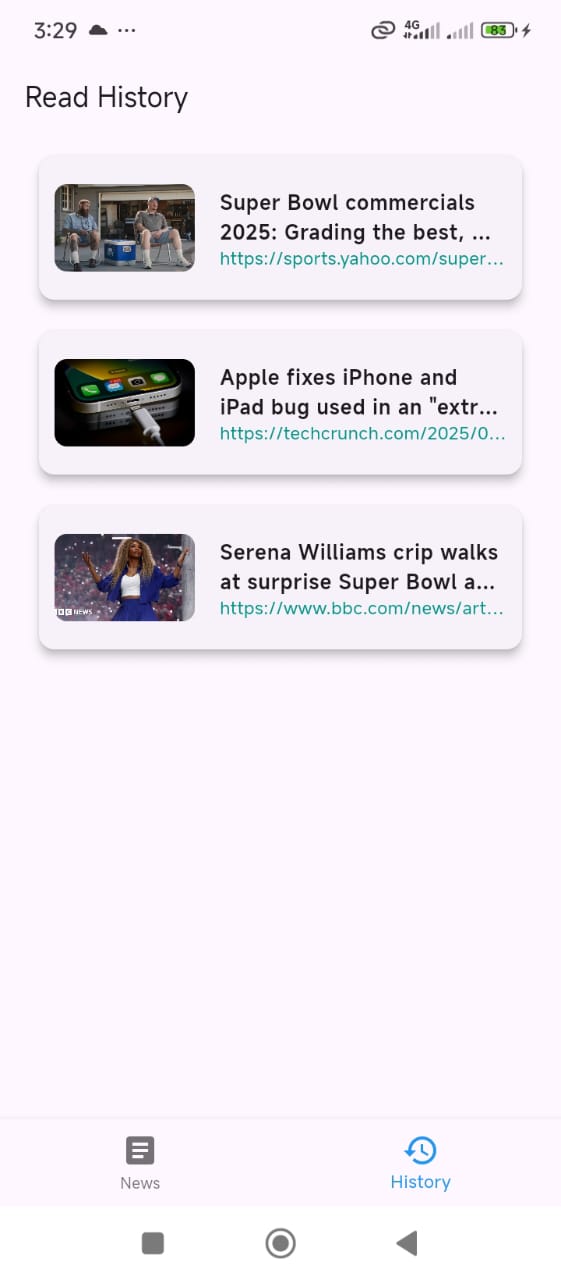 3:29 ...
4G
83
Read History
Super Bowl commercials
2025: Grading the best, ...
https://sports.yahoo.com/super...
Apple fixes iPhone and
iPad bug used in an "extr...
https://techcrunch.com/2025/0...
Serena Williams crip walks
at surprise Super Bowl a...
https://www.bbc.com/news/art...
BBC NEWS
News
History